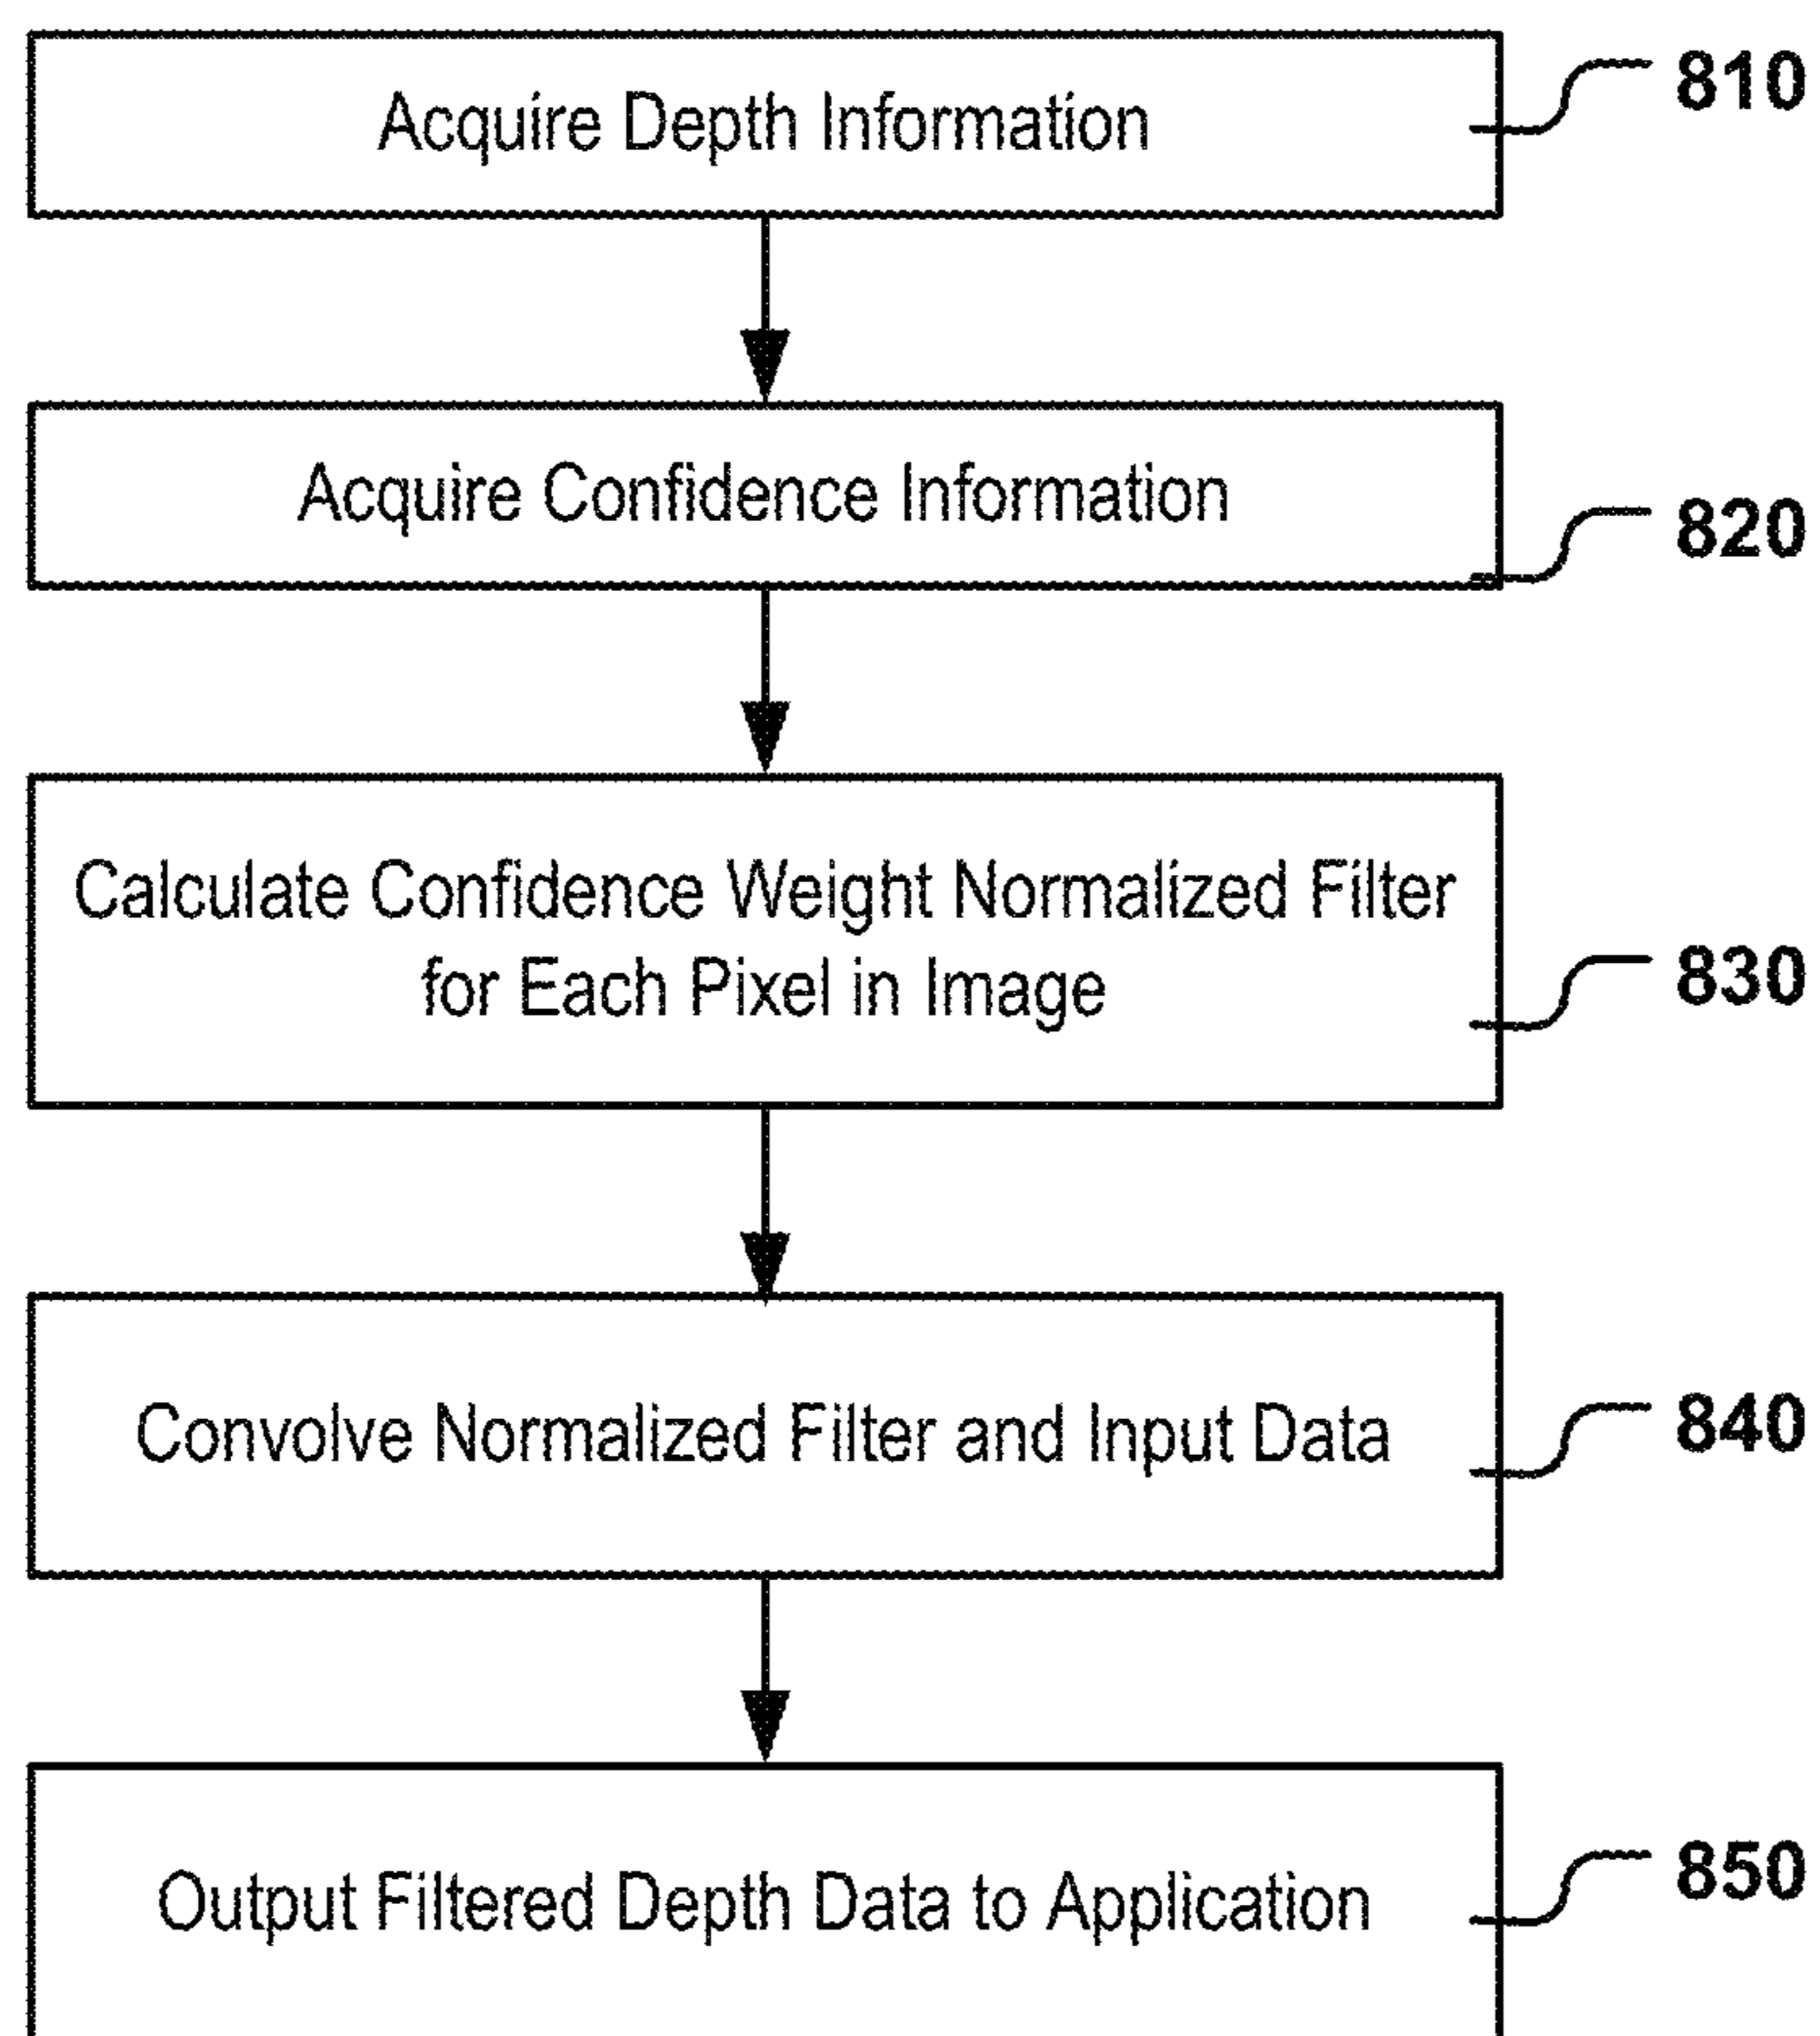 Acquire Depth Information
810
Acquire Confidence Information
820
Calculate Confidence Weight Normalized Filter
for Each Pixel in Image
830
Convolve Normalized Filter and Input Data
840
Output Filtered Depth Data to Application
850